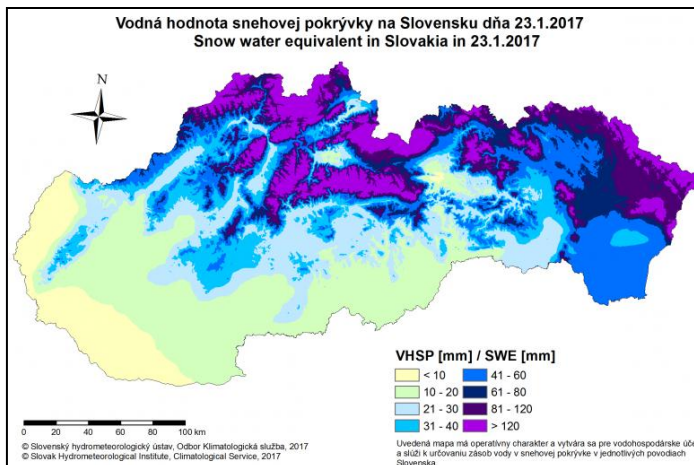 Vodná hodnota snehovej pokrývky na Slovensku dňa 23.1.2017
Snow water equivalent in Slovakia in 23.1.2017
N
VHSP [mm] / SWE [mm]
< 10
10 - 20
21 - 30
31 - 40
41 - 60
61 - 80
81 - 120
> 120
0 20 40 60 80 100 km
© Slovenský hydrometeorologický ústav, Odbor Klimatologická služba, 2017
© Slovak Hydrometeorological Institute, Climatological Service, 2017
Uvedená mapa má operatívny charakter a vytvára sa pre vodohospodárske úče
a slúži k určovaniu zásob vody v snehovej pokrývke v jednotlivých povodiach
Slovenska